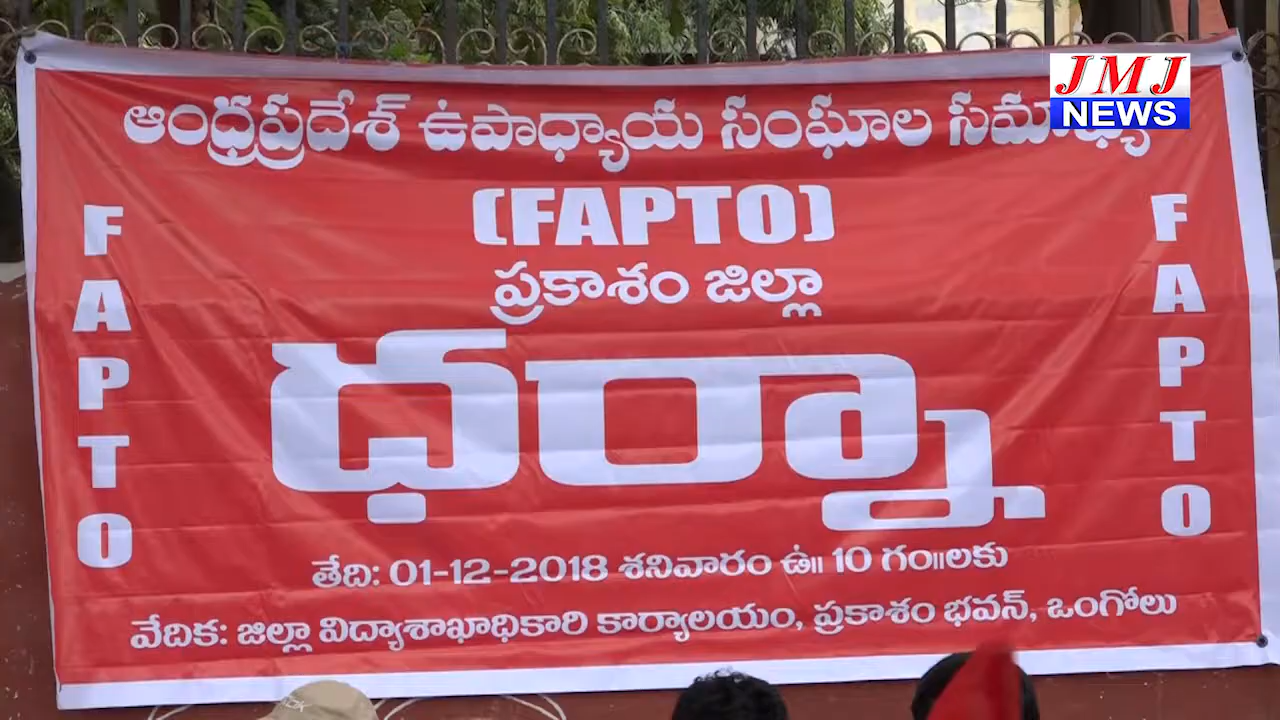 JMJ
NEWS
ఆంధ్రప్రదేశ్ ఉపాధ్యాయ సంఘాల
(FAPTO)
ప్రకాశం జిల్లా
ధర్నా
FAPTO
FAPTO
తేది: 01-12-2018 శనివారం ఉ॥ 10 గం॥లకు
వేదిక: జిల్లా విద్యాశాఖాధికారి కార్యాలయం, ప్రకాశం భవన్, ఒంగోలు